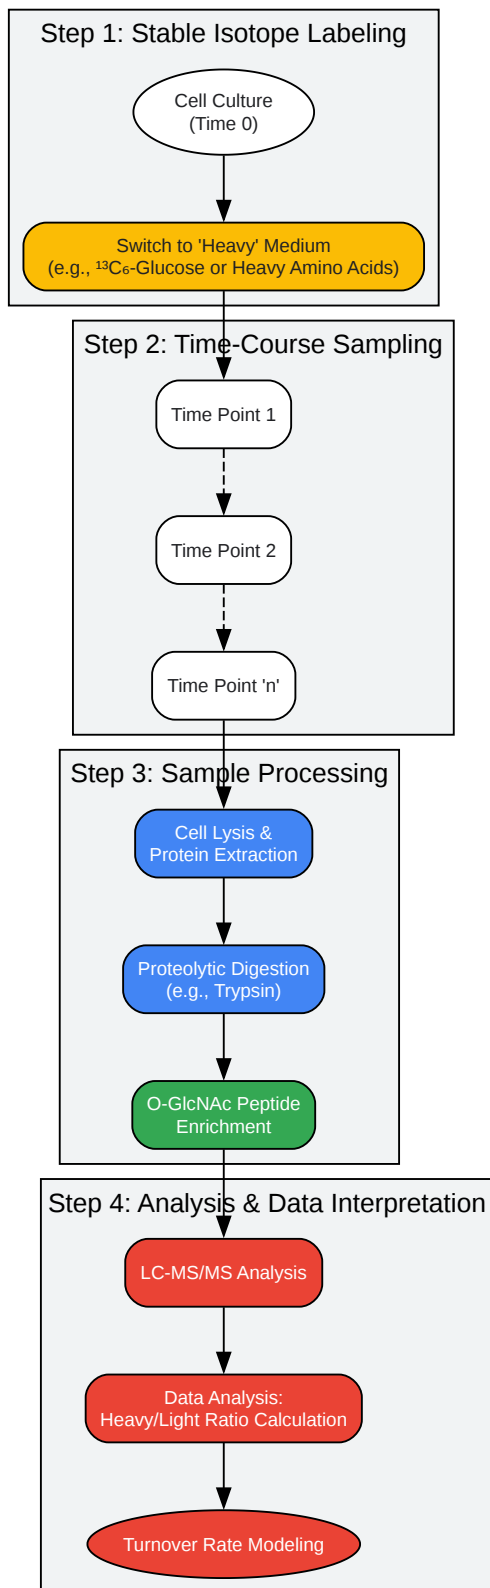 Step 1: Stable Isotope Labeling
Cell Culture
(Time 0)
Switch to 'Heavy' Medium
(e.g., ¹³C₆-Glucose or Heavy Amino Acids)
Step 2: Time-Course Sampling
Time Point 1
Time Point 2
Time Point 'n'
Step 3: Sample Processing
Cell Lysis &
Protein Extraction
Proteolytic Digestion
(e.g., Trypsin)
O-GlcNAc Peptide
Enrichment
Step 4: Analysis & Data Interpretation
LC-MS/MS Analysis
Data Analysis:
Heavy/Light Ratio Calculation
Turnover Rate Modeling